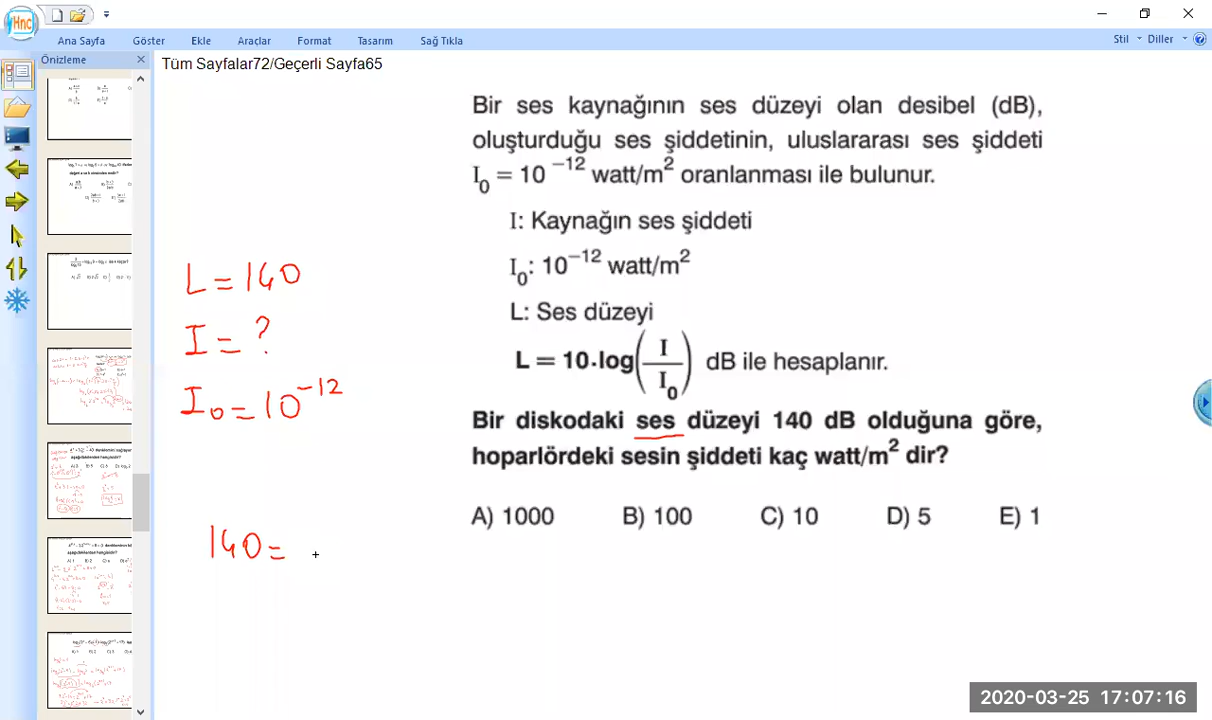 Hnc
Ana Sayfa Göster Ekle Araçlar Format Tasarım Sağ Tıkla Stil Diller
Önizleme
Tüm Sayfalar72/Geçerli Sayfa65
Bir ses kaynağının ses düzeyi olan desibel (dB),
oluşturduğu ses şiddetinin, uluslararası ses şiddeti
I₀ = 10⁻¹² watt/m² oranlanması ile bulunur.
I: Kaynağın ses şiddeti
I₀: 10⁻¹² watt/m²
L: Ses düzeyi
L = 10·log(I/I₀) dB ile hesaplanır.
Bir diskodaki ses düzeyi 140 dB olduğuna göre,
hoparlördeki sesin şiddeti kaç watt/m² dir?
A) 1000 B) 100 C) 10 D) 5 E) 1
L = 140
I = ?
I₀ = 10⁻¹²
140 =
2020-03-25 17:07:16